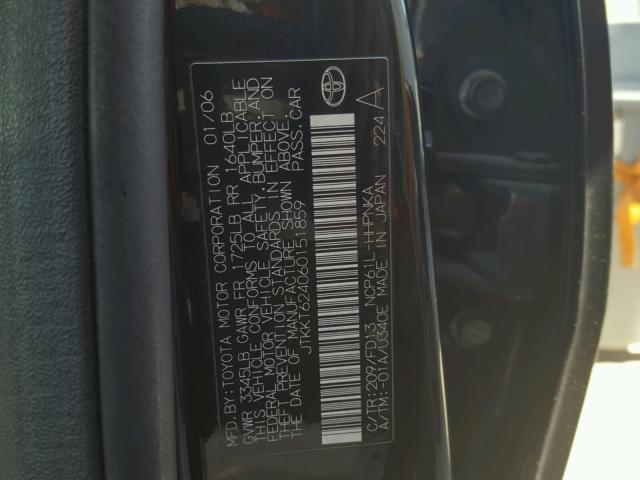 MFD. BY: TOYOTA MOTOR CORPORATION 01/06
GVWR 3345LB GAWR FR 1725LB RR 1640LB
THIS VEHICLE CONFORMS TO ALL APPLICABLE
FEDERAL MOTOR VEHICLE SAFETY, BUMPER, AND
THEFT PREVENTION STANDARDS IN EFFECT ON
THE DATE OF MANUFACTURE SHOWN ABOVE.
JTKKT624060151859 PASS. CAR
C/TR: 209/FD13 NCP61L-HHPNKA
A/TM: -01A/U340E MADE IN JAPAN 224 A